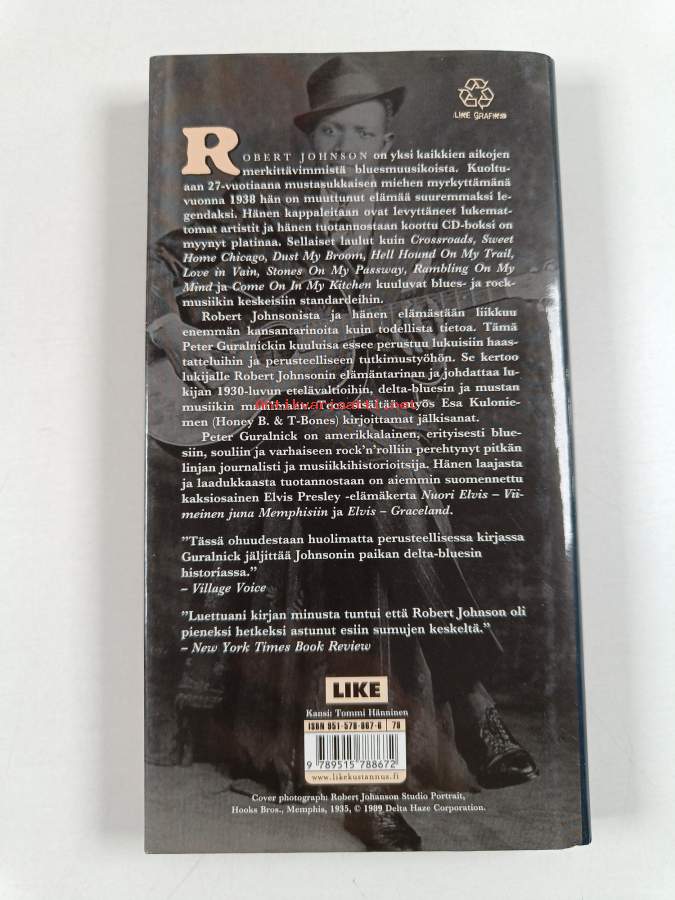 LIKE GRAFIIKKA
ROBERT JOHNSON on yksi kaikkien aikojen
merkittävimmistä bluesmuusikoista. Kuoltu-
aan 27-vuotiaana mustasukkaisen miehen myrkyttämänä
vuonna 1938 hän on muuttunut elämää suuremmaksi le-
gendaksi. Hänen kappaleitaan ovat levyttäneet lukemat-
tomat artistit ja hänen tuotannostaan koottu CD-boksi on
myynyt platinaa. Sellaiset laulut kuin Crossroads, Sweet
Home Chicago, Dust My Broom, Hell Hound On My Trail,
Love in Vain, Stones On My Passway, Rambling On My
Mind ja Come On In My Kitchen kuuluvat blues- ja rock-
musiikin keskeisiin standardeihin.
Robert Johnsonista ja hänen elämästään liikkuu
enemmän kansantarinoita kuin todellista tietoa. Tämä
Peter Guralnickin kuuluisa essee perustuu lukuisiin haas-
tatteluihin ja perusteelliseen tutkimustyöhön. Se kertoo
lukijalle Robert Johnsonin elämäntarinan ja johdattaa lu-
kijan 1930-luvun etelävaltioihin, delta-bluesin ja mustan
musiikin maailmaan. Teos sisältää myös Esa Kulonie-
men (Honey B. & T-Bones) kirjoittamat jälkisanat.
Peter Guralnick on amerikkalainen, erityisesti blue-
siin, souliin ja varhaiseen rock'n'rolliin perehtynyt pitkän
linjan journalisti ja musiikkihistorioitsija. Hänen laajasta
ja laadukkaasta tuotannostaan on aiemmin suomennettu
kaksiosainen Elvis Presley -elämäkerta Nuori Elvis – Vii-
meinen juna Memphisiin ja Elvis – Graceland.
"Tässä ohuudestaan huolimatta perusteellisessa kirjassa
Guralnick jäljittää Johnsonin paikan delta-bluesin
historiassa."
– Village Voice
"Luettuani kirjan minusta tuntui että Robert Johnson oli
pieneksi hetkeksi astunut esiin sumujen keskeltä."
– New York Times Book Review
LIKE
Kansi: Tommi Hänninen
ISBN 951-578-867-6 78
9 789515 788672
www.likekustannus.fi
Cover photograph: Robert Johanson Studio Portrait,
Hooks Bros., Memphis, 1935, © 1989 Delta Haze Corporation.